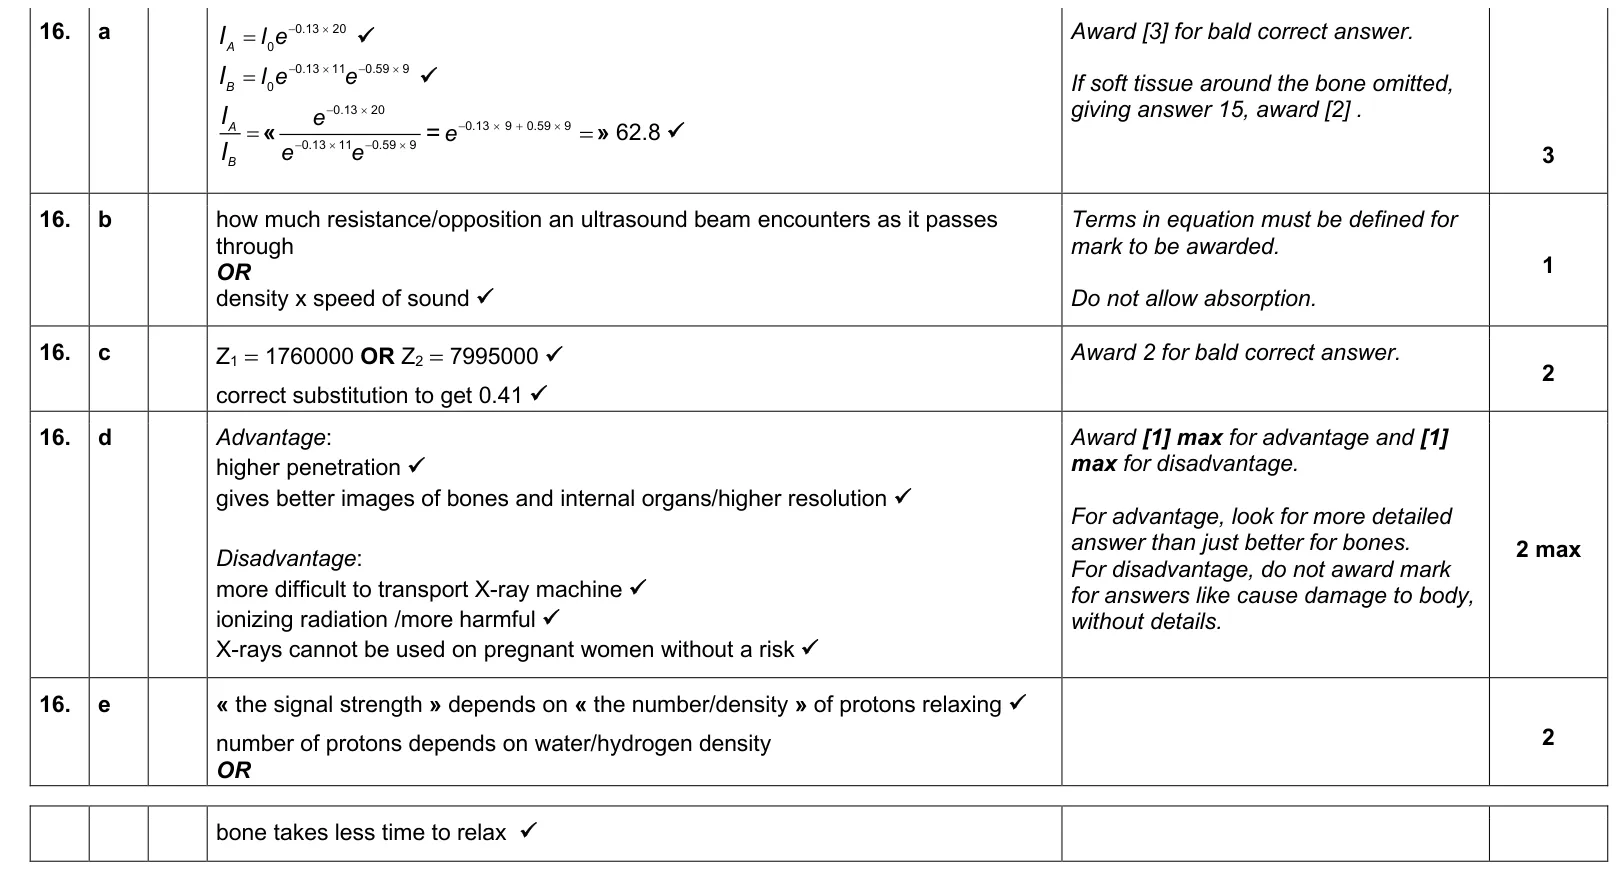 16. a I_A = I_0 e^{–0.13 × 20} ✓ Award [3] for bald correct answer.
I_B = I_0 e^{–0.13 × 11} e^{–0.59 × 9} ✓ If soft tissue around the bone omitted,
giving answer 15, award [2] .
I_A / I_B = « e^{–0.13 × 20} / e^{–0.13 × 11} e^{–0.59 × 9} = e^{–0.13 × 9 + 0.59 × 9} = » 62.8 ✓
3
16. b how much resistance/opposition an ultrasound beam encounters as it passes
through
OR
density x speed of sound ✓
Terms in equation must be defined for
mark to be awarded.
Do not allow absorption.
1
16. c Z₁ = 1760000 OR Z₂ = 7995000 ✓
correct substitution to get 0.41 ✓
Award 2 for bald correct answer.
2
16. d Advantage:
higher penetration ✓
gives better images of bones and internal organs/higher resolution ✓
Disadvantage:
more difficult to transport X-ray machine ✓
ionizing radiation /more harmful ✓
X-rays cannot be used on pregnant women without a risk ✓
Award [1] max for advantage and [1]
max for disadvantage.
For advantage, look for more detailed
answer than just better for bones.
For disadvantage, do not award mark
for answers like cause damage to body,
without details.
2 max
16. e « the signal strength » depends on « the number/density » of protons relaxing ✓
number of protons depends on water/hydrogen density
OR
2
bone takes less time to relax ✓